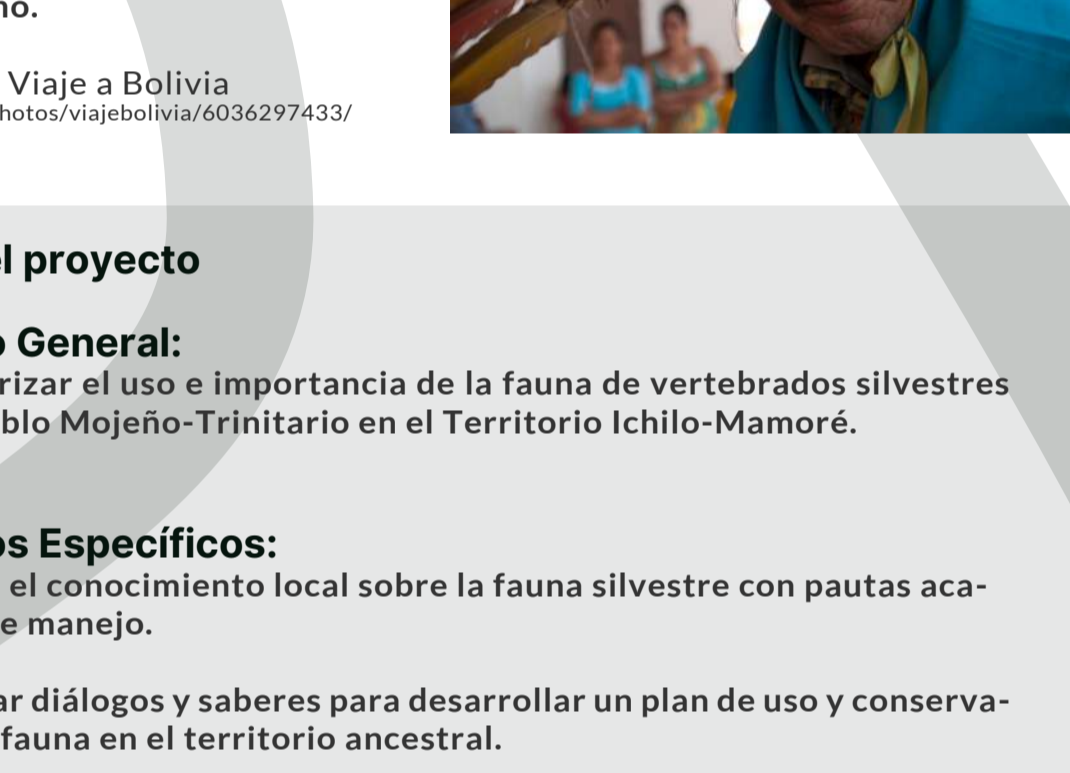 no.
Viaje a Bolivia
hotos/viajebolivia/6036297433/
el proyecto
o General:
rizar el uso e importancia de la fauna de vertebrados silvestres
blo Mojeño-Trinitario en el Territorio Ichilo-Mamoré.
os Específicos:
el conocimiento local sobre la fauna silvestre con pautas aca-
e manejo.
ar diálogos y saberes para desarrollar un plan de uso y conserva-
fauna en el territorio ancestral.